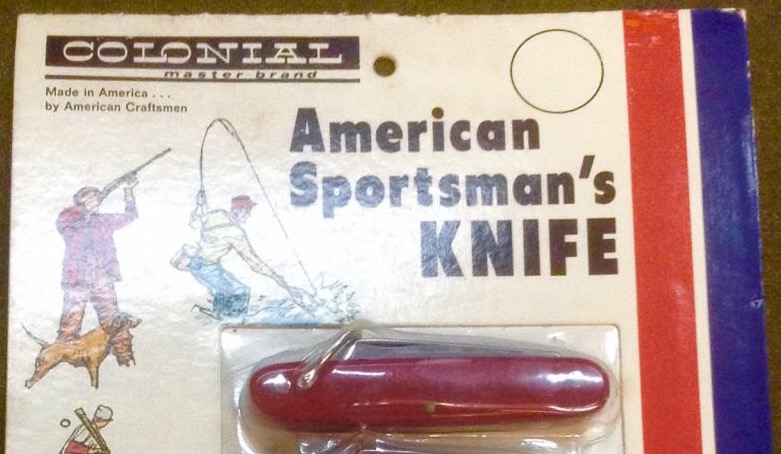 COLONIAL
master brand
Made in America . . .
by American Craftsmen
American
Sportsman's
KNIFE